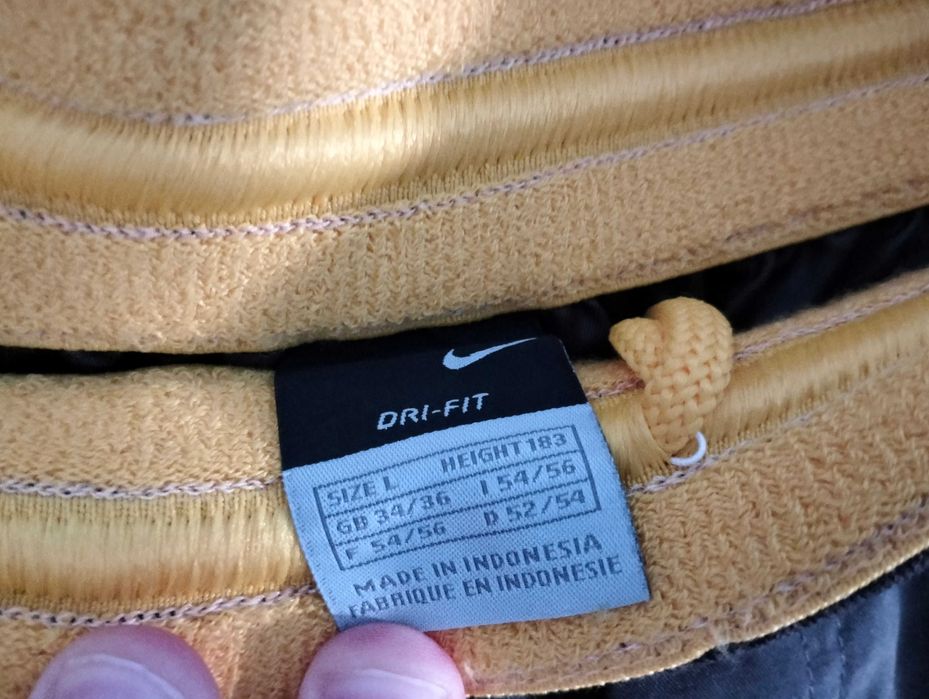 DRI-FIT
SIZE L HEIGHT 183
GB 34/36 I 54/56
F 54/56 D 52/54
MADE IN INDONESIA
FABRIQUE EN INDONESIE